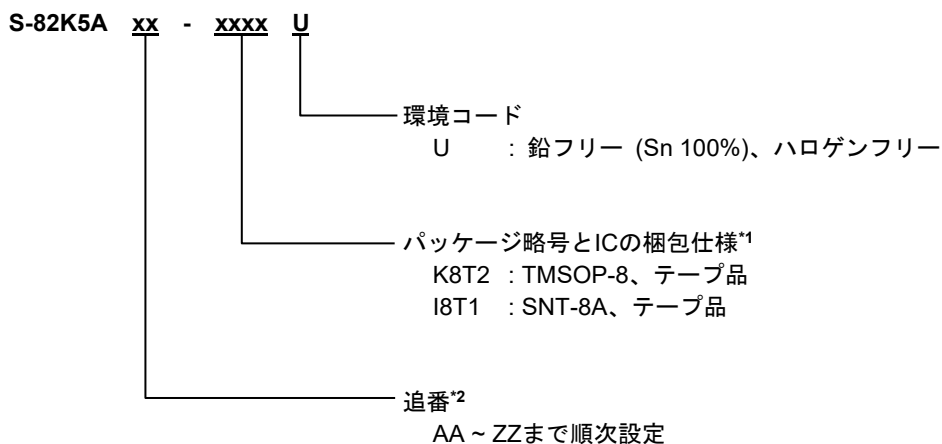 S-82K5A xx - xxxx U
環境コード
U : 鉛フリー (Sn 100%)、ハロゲンフリー
パッケージ略号とICの梱包仕様*1
K8T2 : TMSOP-8、テープ品
I8T1 : SNT-8A、テープ品
追番*2
AA ~ ZZまで順次設定